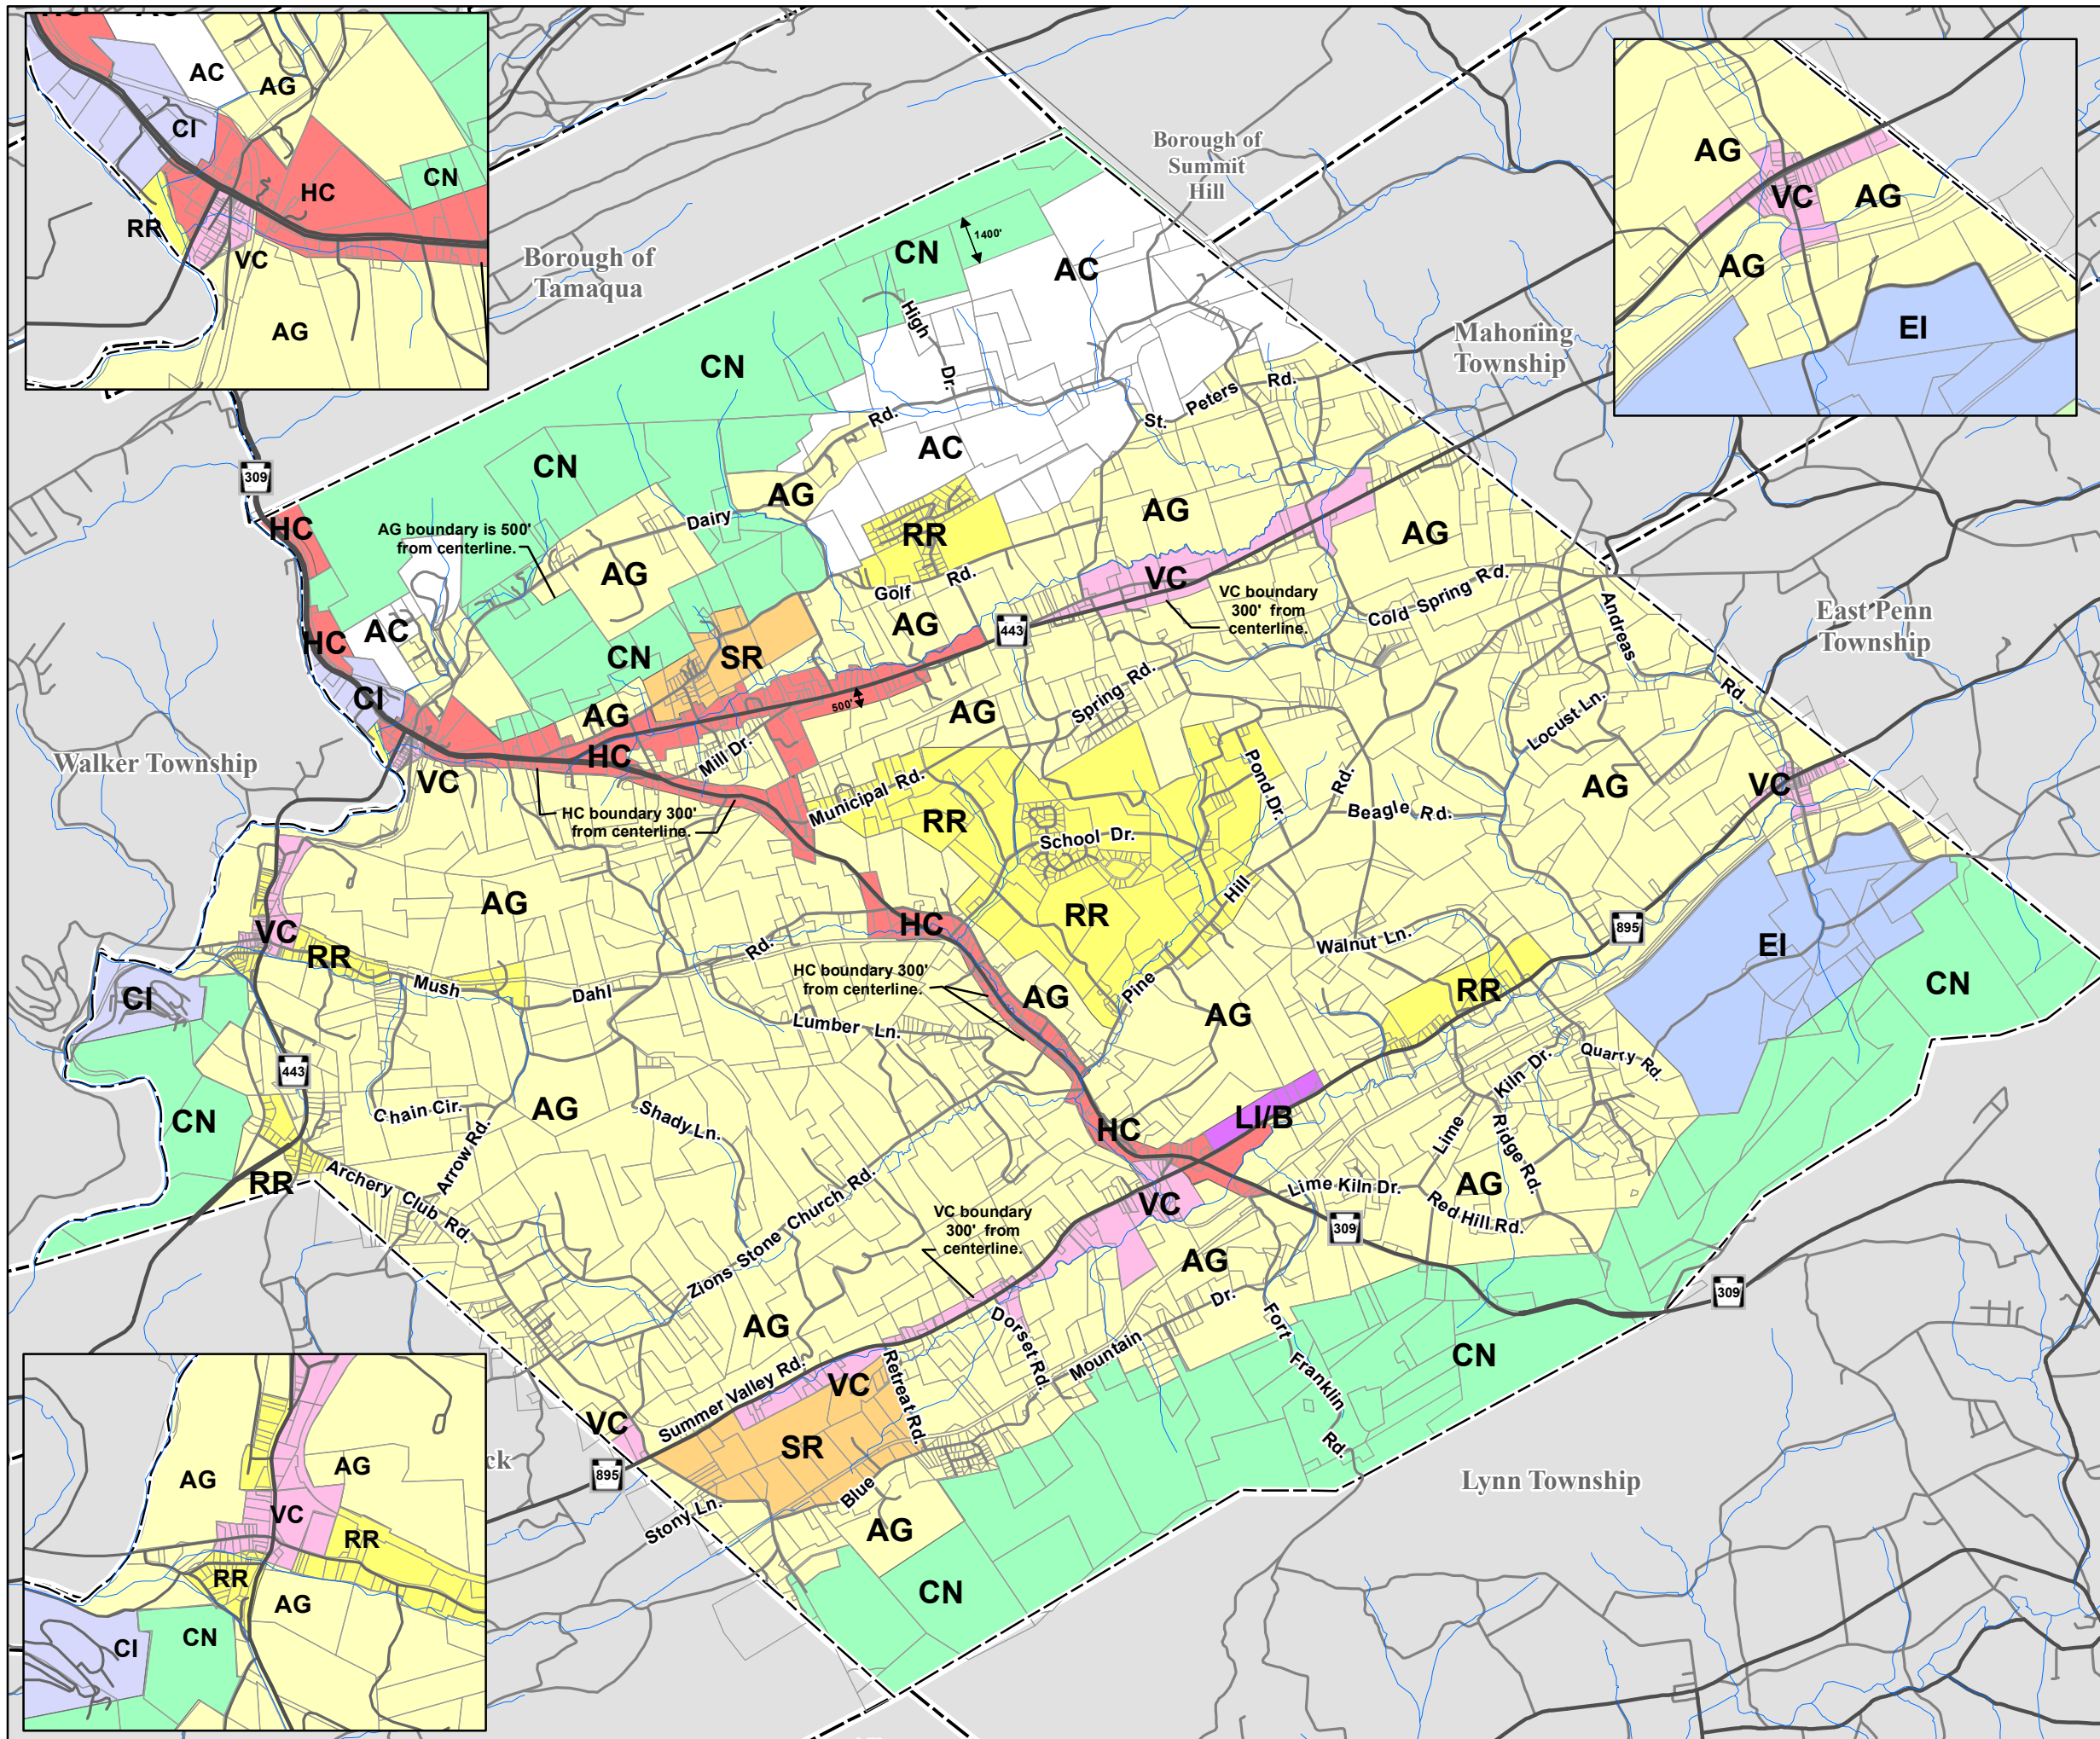 AC
AG
CI
CN
HC
RR
VC
AG
AG
VC
AG
AG
EI
Borough of
Summit
Hill
Borough of
Tamaqua
Mahoning
Township
East Penn
Township
Walker Township
Lynn Township
ck
CN
1400'
AC
High
Dr.
CN
Rd.
St.
Peters
Rd.
AC
CN
309
AG
AG
HC
AG boundary is 500'
from centerline.
Dairy
RR
AG
AG
Golf
Rd.
VC
VC boundary
300' from
centerline.
Cold Spring Rd.
Andreas
Rd.
HC
AC
AG
443
CN
SR
CI
AG
500'
AG
Spring Rd.
Locust Ln.
HC
Mill Dr.
VC
HC boundary 300'
from centerline.
Municipal Rd.
RR
School Dr.
Pond Dr.
Rd.
Beagle Rd.
AG
VC
AG
RR
Hill
HC
VC
RR
Mush
Dahl
Rd.
HC boundary 300'
from centerline.
AG
Pine
AG
Walnut Ln.
895
EI
RR
CN
CI
Lumber Ln.
443
Quarry Rd.
Kiln Dr.
Lime
Ridge Rd.
CN
Chain Cir.
AG
Shady Ln.
Arrow Rd.
HC
LI/B
RR
Archery Club Rd.
Zions Stone Church Rd.
VC
Lime Kiln Dr.
AG
Red Hill Rd.
309
VC boundary
300' from
centerline.
AG
Dr.
309
AG
Dorset Rd.
Mountain
Fort
Franklin
Rd.
CN
Summer Valley Rd.
VC
Retreat Rd.
VC
SR
895
Blue
Stony Ln.
AG
CN
AG
AG
VC
RR
RR
AG
CI
CN